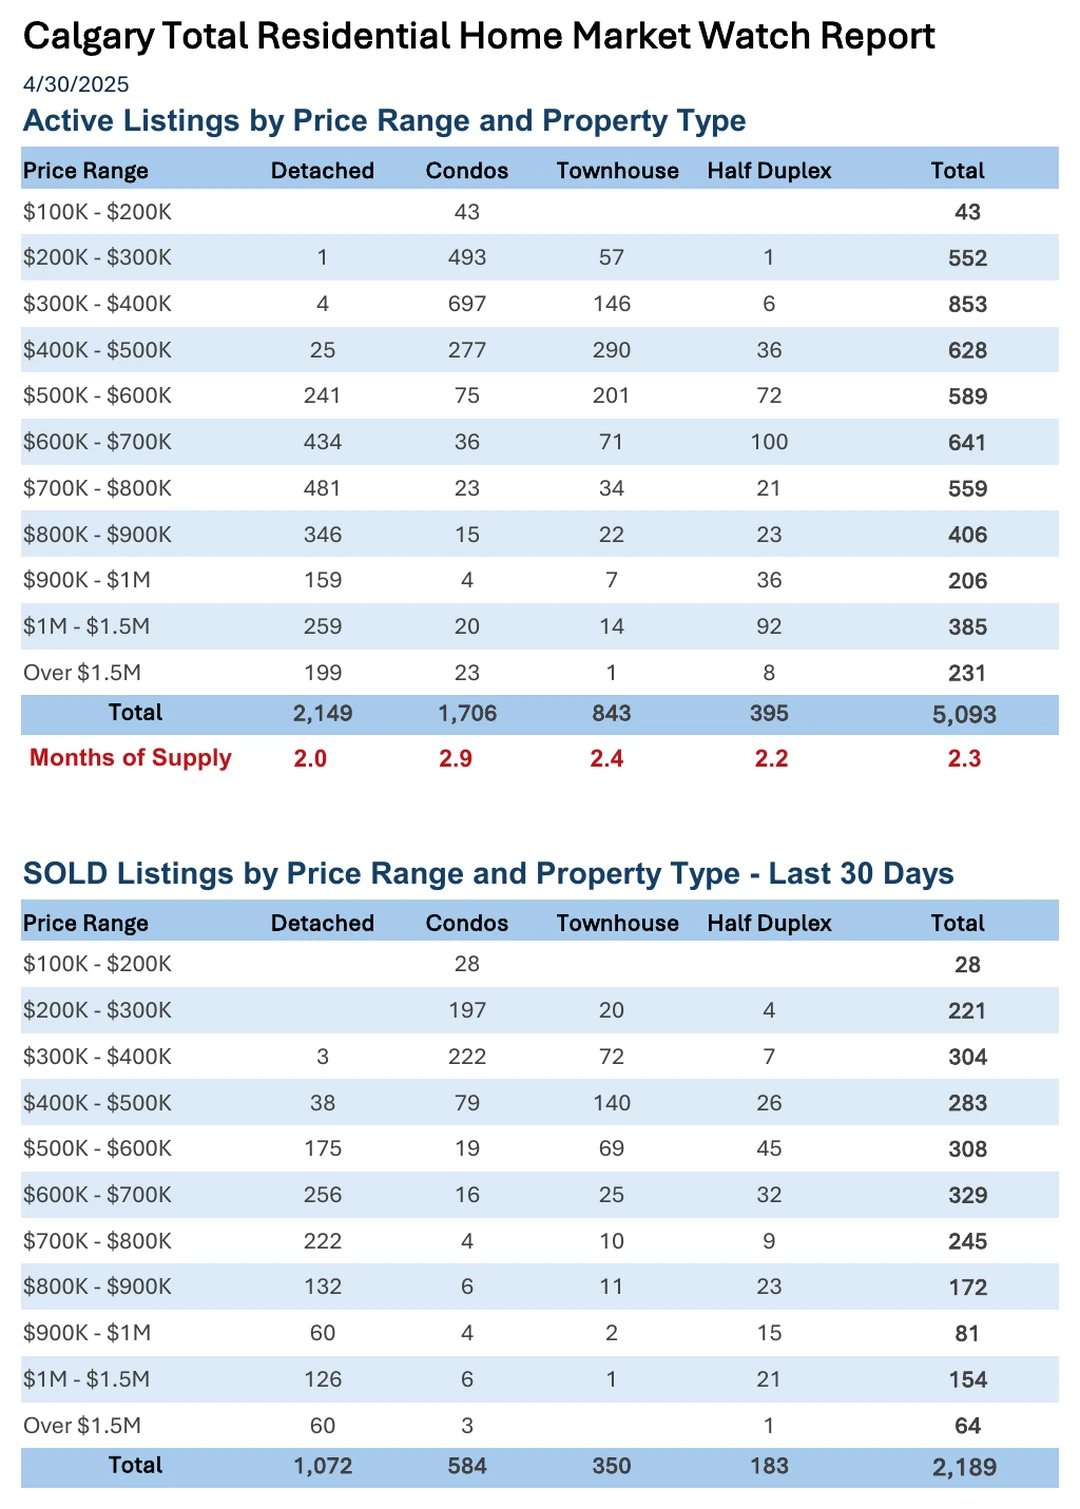 Calgary Total Residential Home Market Watch Report
4/30/2025
Active Listings by Price Range and Property Type
Price Range Detached Condos Townhouse Half Duplex Total
$100K - $200K 43 43
$200K - $300K 1 493 57 1 552
$300K - $400K 4 697 146 6 853
$400K - $500K 25 277 290 36 628
$500K - $600K 241 75 201 72 589
$600K - $700K 434 36 71 100 641
$700K - $800K 481 23 34 21 559
$800K - $900K 346 15 22 23 406
$900K - $1M 159 4 7 36 206
$1M - $1.5M 259 20 14 92 385
Over $1.5M 199 23 1 8 231
Total 2,149 1,706 843 395 5,093
Months of Supply 2.0 2.9 2.4 2.2 2.3
SOLD Listings by Price Range and Property Type - Last 30 Days
Price Range Detached Condos Townhouse Half Duplex Total
$100K - $200K 28 28
$200K - $300K 197 20 4 221
$300K - $400K 3 222 72 7 304
$400K - $500K 38 79 140 26 283
$500K - $600K 175 19 69 45 308
$600K - $700K 256 16 25 32 329
$700K - $800K 222 4 10 9 245
$800K - $900K 132 6 11 23 172
$900K - $1M 60 4 2 15 81
$1M - $1.5M 126 6 1 21 154
Over $1.5M 60 3 1 64
Total 1,072 584 350 183 2,189